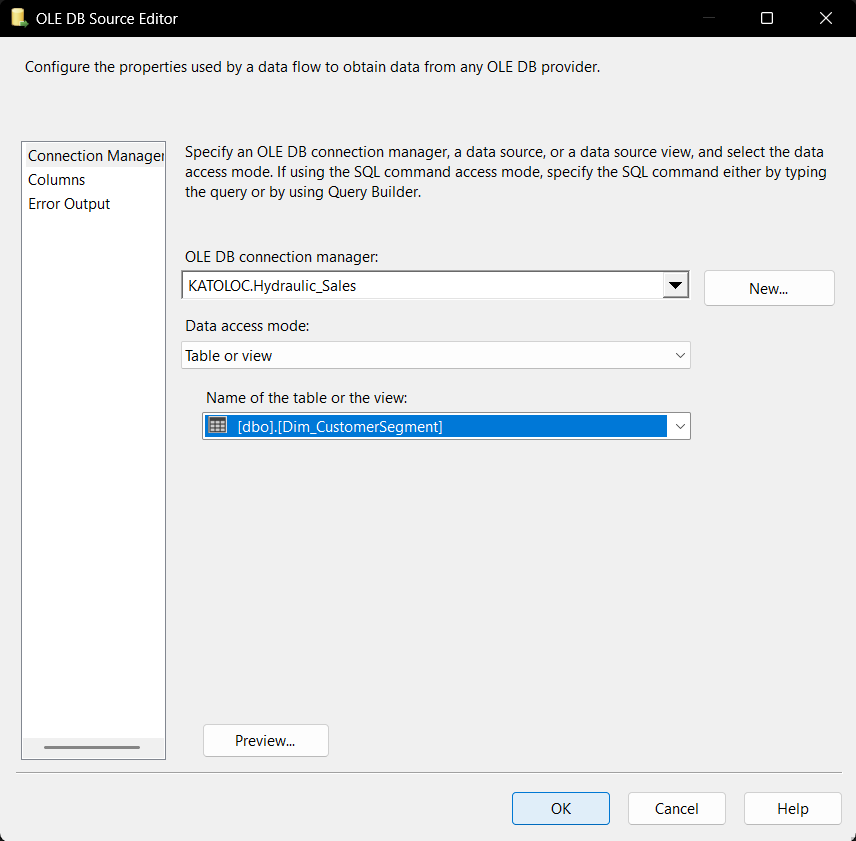 OLE DB Source Editor
Configure the properties used by a data flow to obtain data from any OLE DB provider.
Connection Manager
Columns
Error Output
Specify an OLE DB connection manager, a data source, or a data source view, and select the data
access mode. If using the SQL command access mode, specify the SQL command either by typing
the query or by using Query Builder.
OLE DB connection manager:
KATOLOC.Hydraulic_Sales
New...
Data access mode:
Table or view
Name of the table or the view:
[dbo].[Dim_CustomerSegment]
Preview...
OK
Cancel
Help